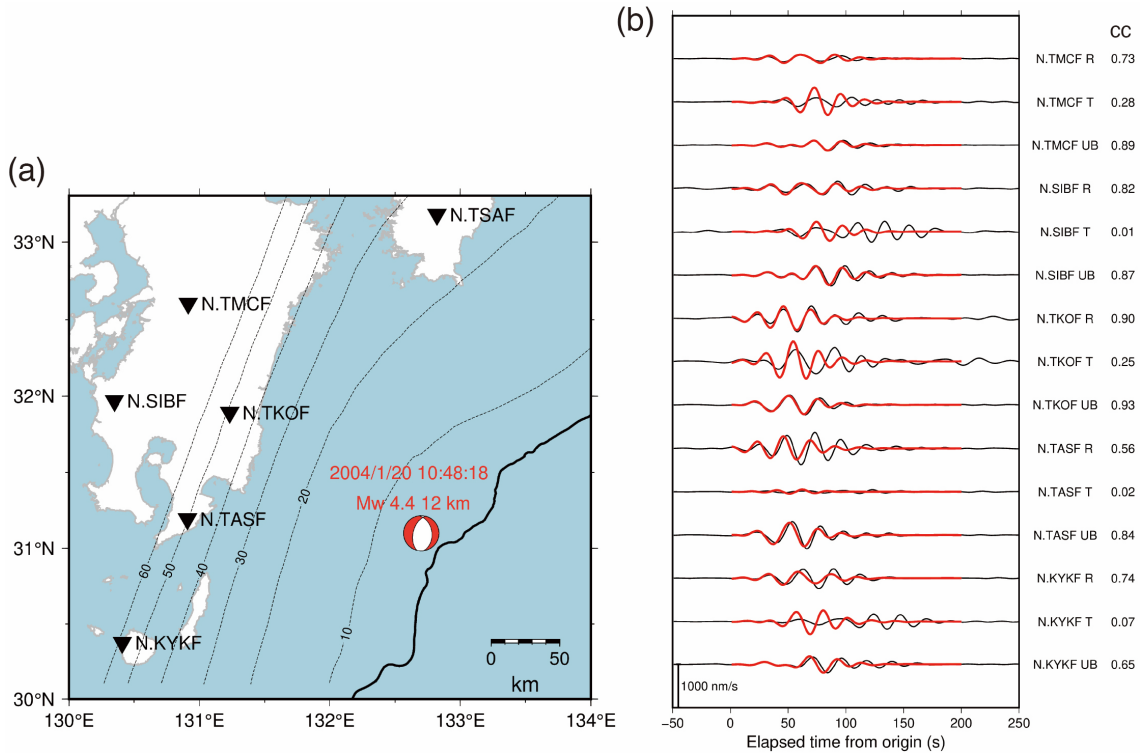 (a)
33°N
32°N
31°N
30°N
130°E
131°E
132°E
133°E
134°E
N.TSAF
N.TMCF
N.SIBF
N.TKOF
N.TASF
N.KYKF
2004/1/20 10:48:18
Mw 4.4 12 km
60
50
40
30
20
10
0 50
km
(b)
CC
N.TMCF R 0.73
N.TMCF T 0.28
N.TMCF UB 0.89
N.SIBF R 0.82
N.SIBF T 0.01
N.SIBF UB 0.87
N.TKOF R 0.90
N.TKOF T 0.25
N.TKOF UB 0.93
N.TASF R 0.56
N.TASF T 0.02
N.TASF UB 0.84
N.KYKF R 0.74
N.KYKF T 0.07
N.KYKF UB 0.65
1000 nm/s
−50 0 50 100 150 200 250
Elapsed time from origin (s)